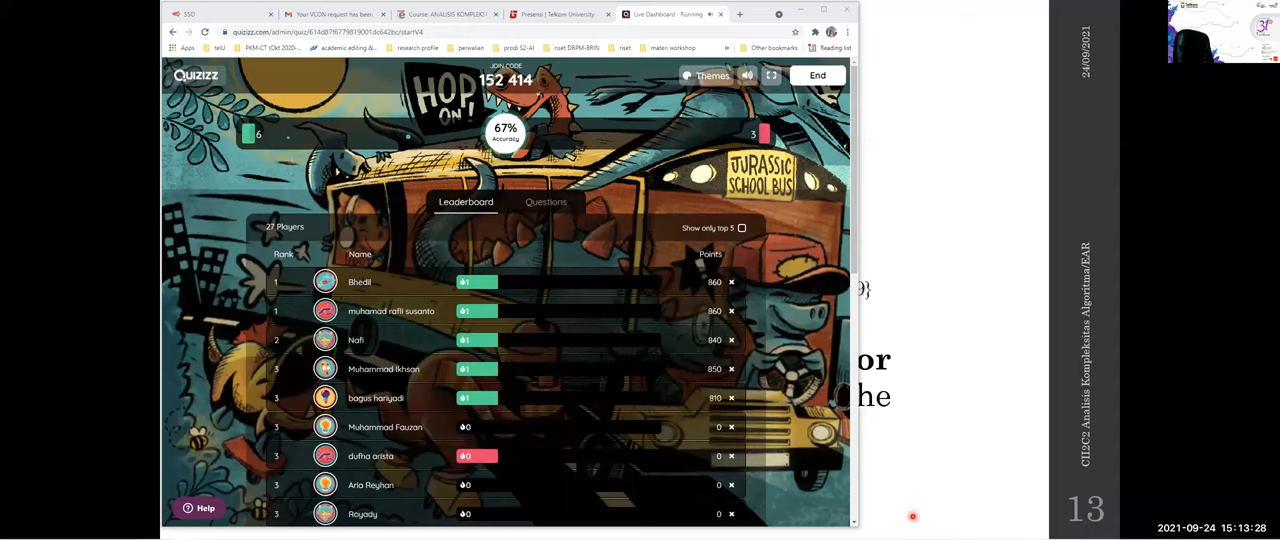 SSO
Your VCON request has been
Course: ANALISIS KOMPLEKS
Presensi | Telkom University
Live Dashboard - Running
quizizz.com/admin/quiz/614d87f6779819001dc642bc/startV4
Apps
telU
PKM-CT (Okt 2020-...
academic editing &...
research profile
perwalian
prodi S2-AI
riset DRPM-BRIN
riset
materi workshop
Other bookmarks
Reading list
Quizizz
JOIN CODE
152 414
Themes
End
HOP ON!
6
67%
Accuracy
3
JURASSIC
SCHOOL BUS
Leaderboard
Questions
27 Players
Show only top 5
Rank
Name
Points
1 Bhedil 1 860
1 muhamad rafli susanto 1 860
2 Nafi 1 840
3 Muhammad Ikhsan 1 850
3 bagus hariyadi 1 810
3 Muhammad Fauzan 0 0
3 dufha arista 0 0
3 Aria Reyhan 0 0
3 Royady 0 0
Help
9}
or
he
24/09/2021
CII2C2 Analisis Kompleksitas Algoritma/EAR
13
2021-09-24 15:13:28